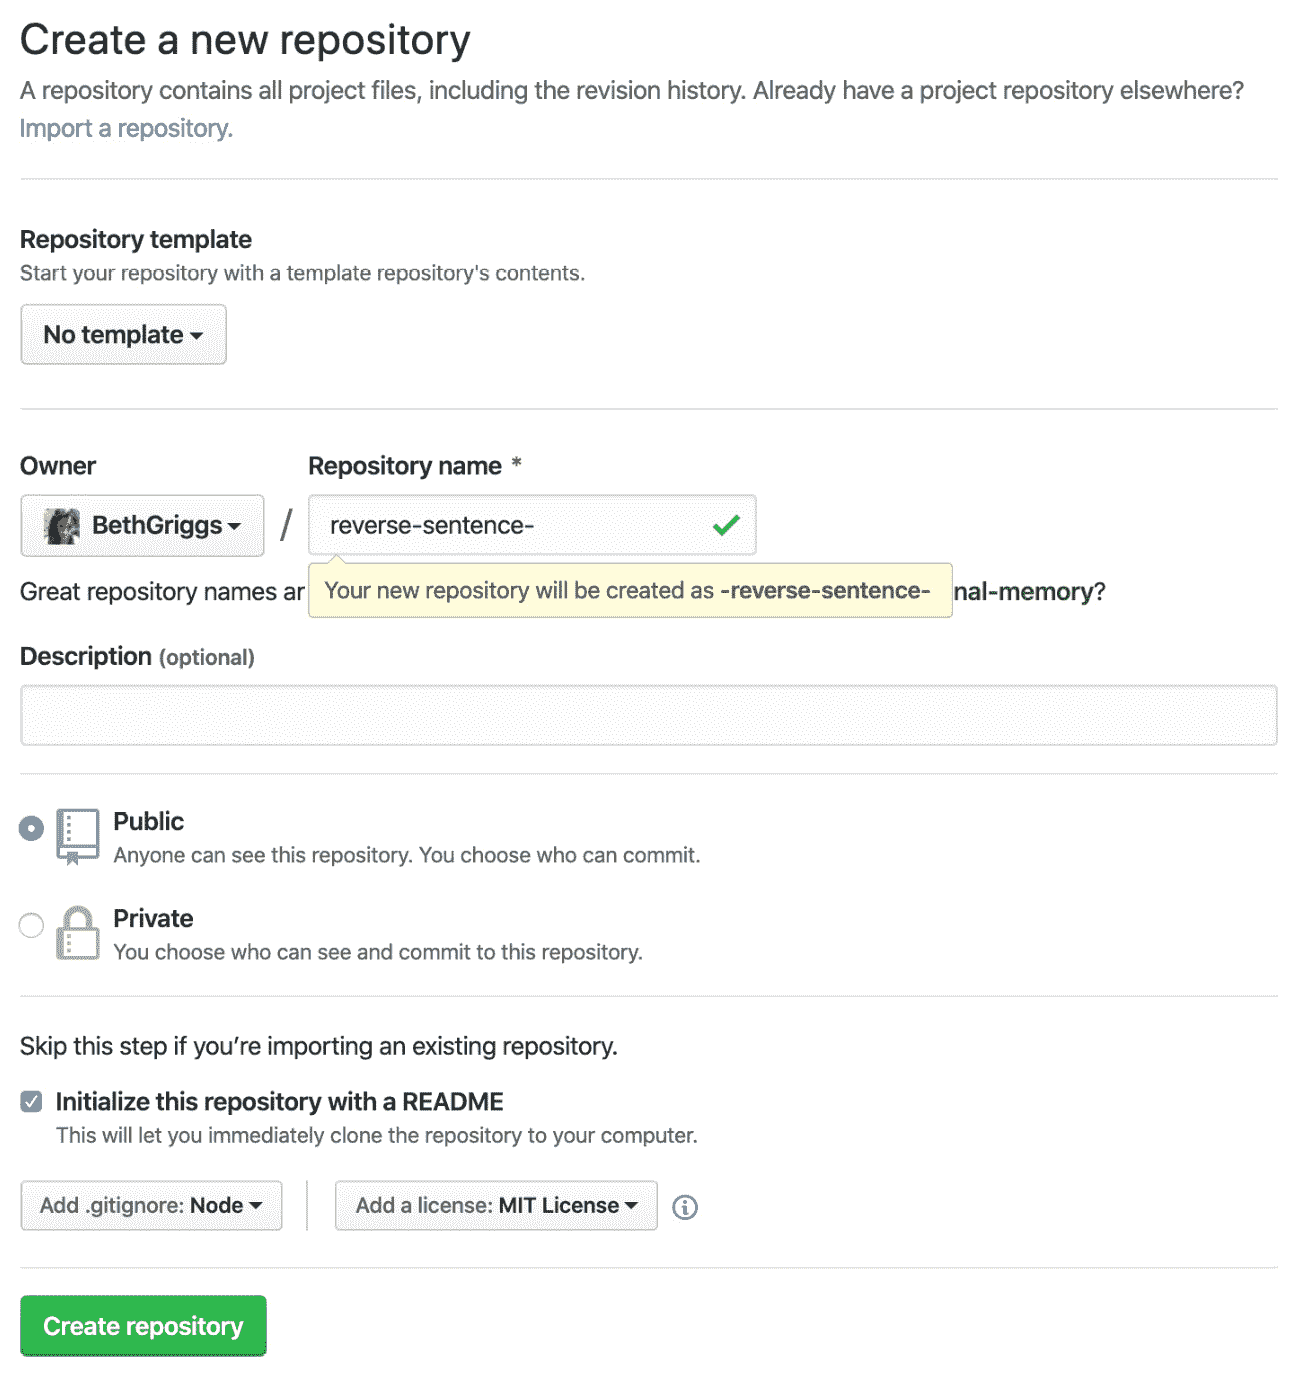 Create a new repository
A repository contains all project files, including the revision history. Already have a project repository elsewhere?
Import a repository.
Repository template
Start your repository with a template repository's contents.
No template
Owner
Repository name *
BethGriggs / reverse-sentence-
Great repository names ar
Your new repository will be created as -reverse-sentence-
nal-memory?
Description (optional)
Public
Anyone can see this repository. You choose who can commit.
Private
You choose who can see and commit to this repository.
Skip this step if you’re importing an existing repository.
Initialize this repository with a README
This will let you immediately clone the repository to your computer.
Add .gitignore: Node
Add a license: MIT License
Create repository